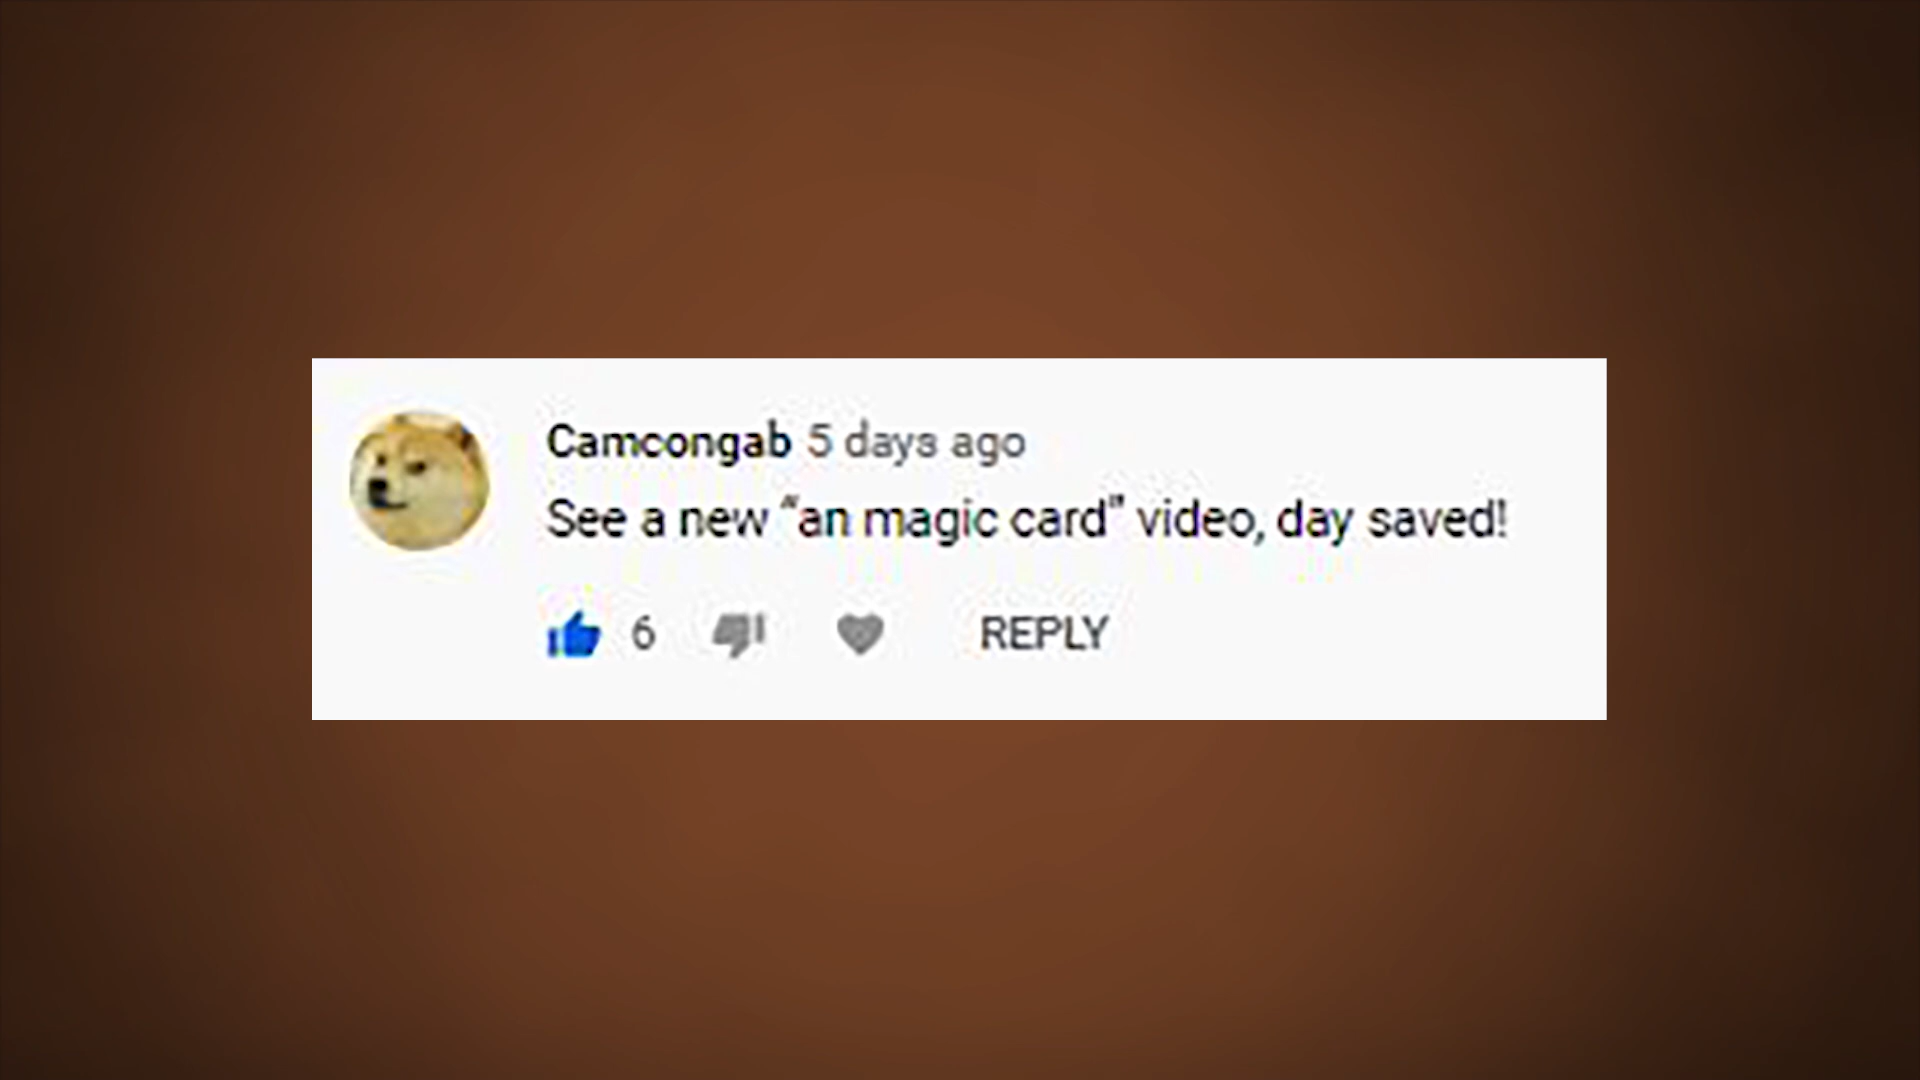 Camcongab 5 days ago
See a new “an magic card” video, day saved!
6 REPLY